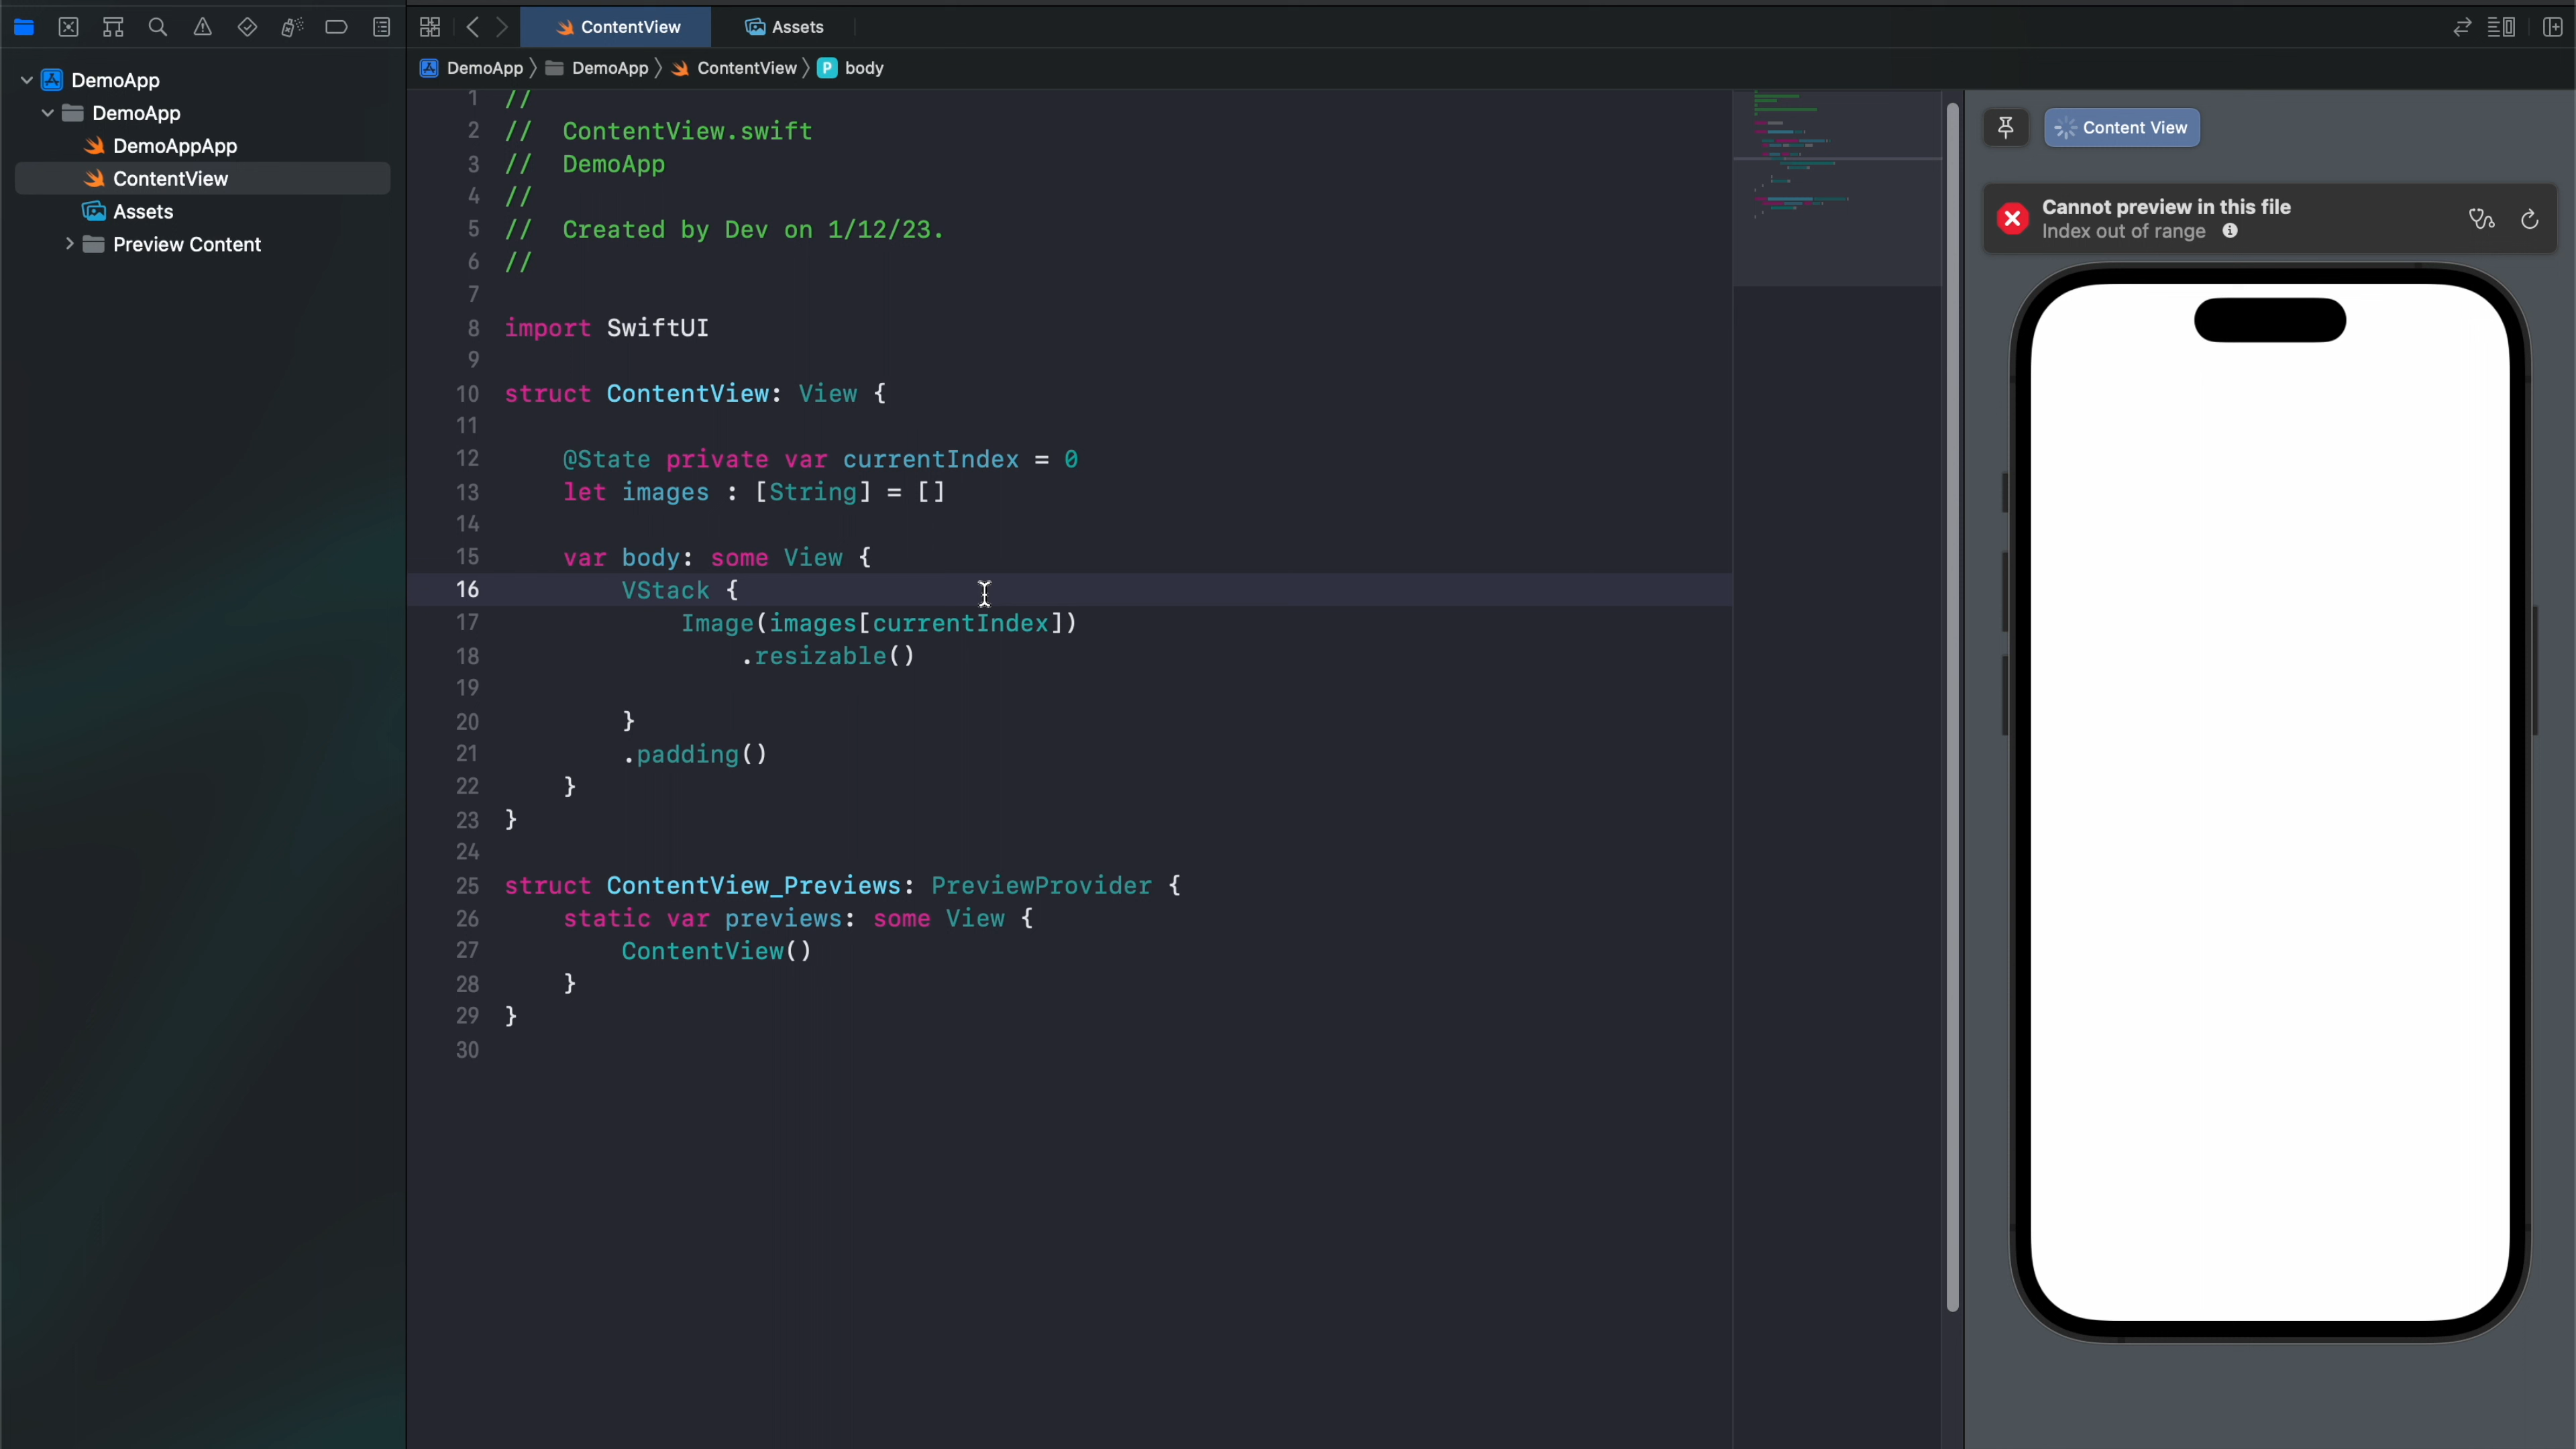 ContentView
Assets
DemoApp
DemoApp
DemoAppApp
ContentView
Assets
Preview Content
DemoApp 〉 DemoApp 〉 ContentView 〉 P body
1 //
2 //  ContentView.swift
3 //  DemoApp
4 //
5 //  Created by Dev on 1/12/23.
6 //
7
8 import SwiftUI
9
10 struct ContentView: View {
11
12     @State private var currentIndex = 0
13     let images : [String] = []
14
15     var body: some View {
16         VStack {
17             Image(images[currentIndex])
18                 .resizable()
19
20         }
21         .padding()
22     }
23 }
24
25 struct ContentView_Previews: PreviewProvider {
26     static var previews: some View {
27         ContentView()
28     }
29 }
30
Content View
Cannot preview in this file
Index out of range